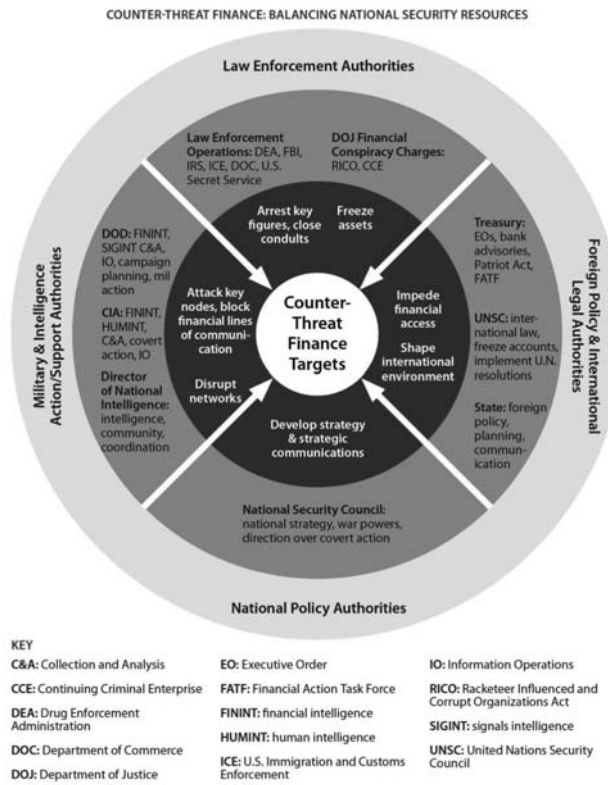 COUNTER-THREAT FINANCE: BALANCING NATIONAL SECURITY RESOURCES
Law Enforcement Authorities
Law Enforcement
Operations: DEA, FBI,
IRS, ICE, DOC, U.S.
Secret Service
DOJ Financial
Conspiracy Charges:
RICO, CCE
Arrest key
figures, close
condults
Freeze
assets
Military & Intelligence
Action/Support Authorities
DOD: FININT,
SIGINT C&A,
IO, campaign
planning, mil
action
CIA: FININT,
HUMINT,
C&A, covert
action, IO
Director
of National
Intelligence:
intelligence,
community,
coordination
Attack key
nodes, block
financial lines
of communi-
cation
Disrupt
networks
Counter-
Threat
Finance
Targets
Impede
financial
access
Shape
international
environment
Treasury:
EOs, bank
advisories,
Patriot Act,
FATF
UNSC: inter-
national law,
freeze accounts,
implement U.N.
resolutions
State: foreign
policy,
planning,
commun-
ication
Foreign Policy & International
Legal Authorities
Develop strategy
& strategic
communications
National Security Council:
national strategy, war powers,
direction over covert action
National Policy Authorities
KEY
C&A: Collection and Analysis
CCE: Continuing Criminal Enterprise
DEA: Drug Enforcement
Administration
DOC: Department of Commerce
DOJ: Department of Justice
EO: Executive Order
FATF: Financial Action Task Force
FININT: financial intelligence
HUMINT: human intelligence
ICE: U.S. Immigration and Customs
Enforcement
IO: Information Operations
RICO: Racketeer Influenced and
Corrupt Organizations Act
SIGINT: signals intelligence
UNSC: United Nations Security
Council